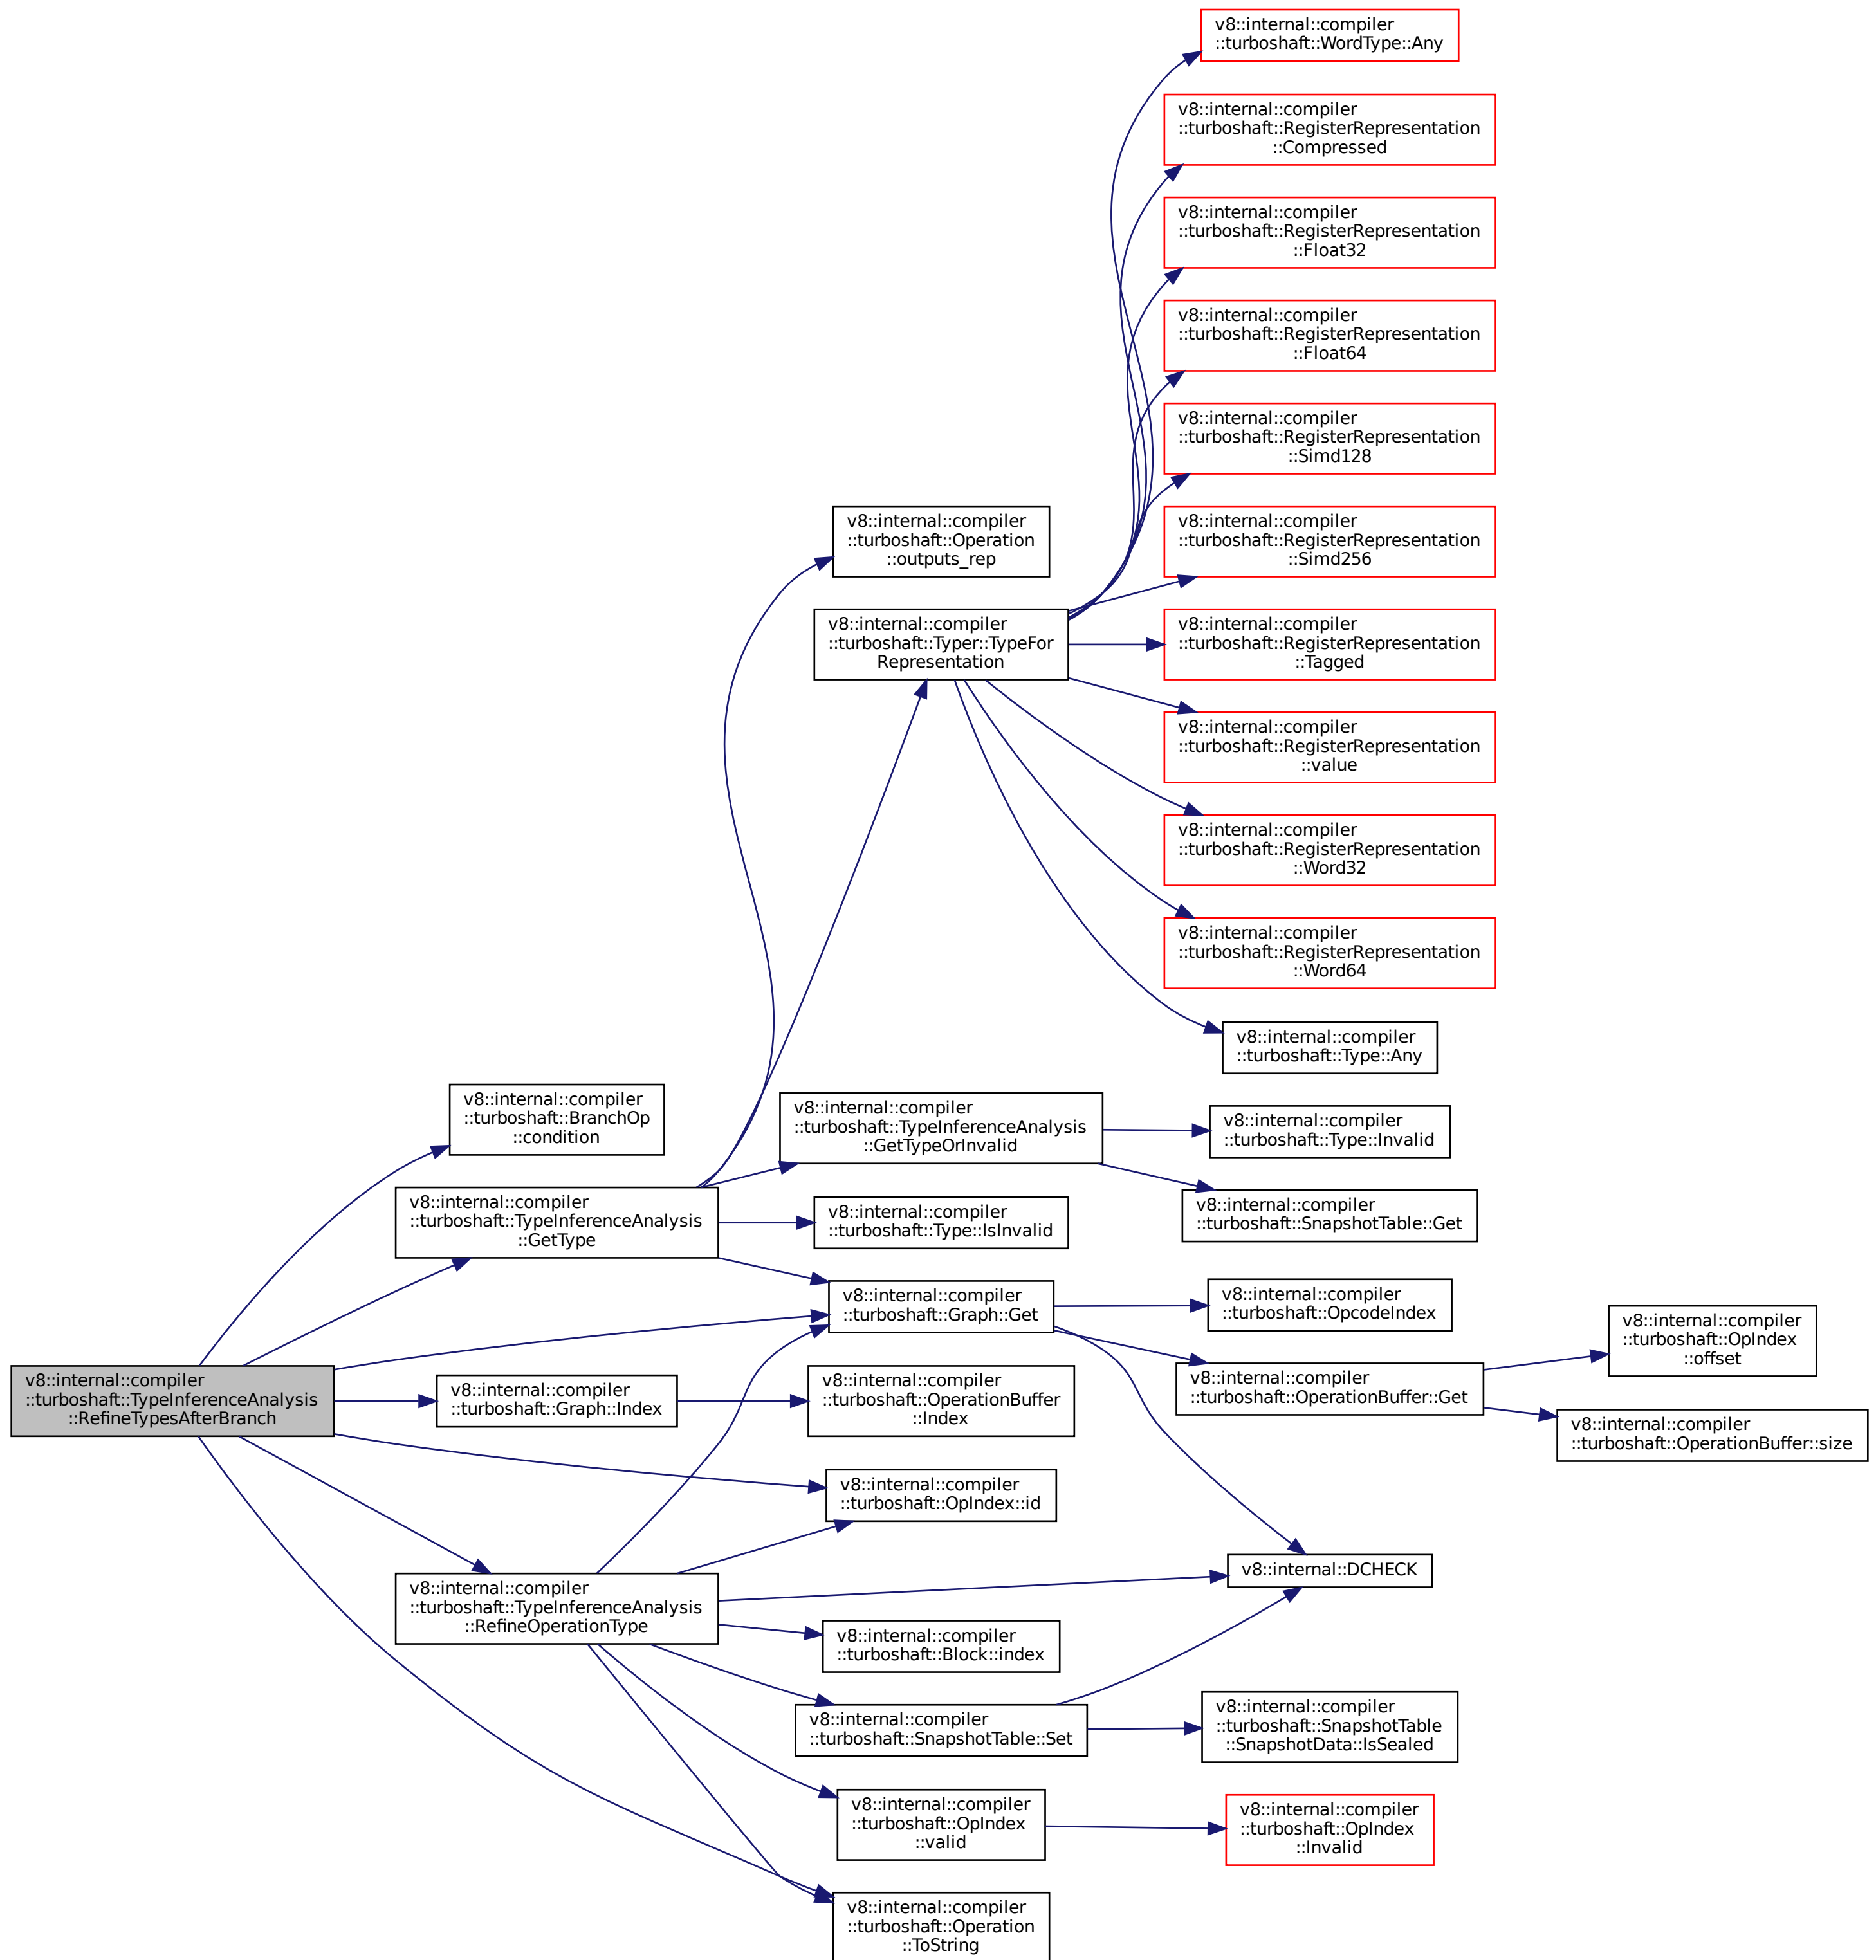 v8::internal::compiler
::turboshaft::WordType::Any
v8::internal::compiler
::turboshaft::RegisterRepresentation
::Compressed
v8::internal::compiler
::turboshaft::RegisterRepresentation
::Float32
v8::internal::compiler
::turboshaft::RegisterRepresentation
::Float64
v8::internal::compiler
::turboshaft::RegisterRepresentation
::Simd128
v8::internal::compiler
::turboshaft::Operation
::outputs_rep
v8::internal::compiler
::turboshaft::RegisterRepresentation
::Simd256
v8::internal::compiler
::turboshaft::Typer::TypeFor
Representation
v8::internal::compiler
::turboshaft::RegisterRepresentation
::Tagged
v8::internal::compiler
::turboshaft::RegisterRepresentation
::value
v8::internal::compiler
::turboshaft::RegisterRepresentation
::Word32
v8::internal::compiler
::turboshaft::RegisterRepresentation
::Word64
v8::internal::compiler
::turboshaft::Type::Any
v8::internal::compiler
::turboshaft::BranchOp
::condition
v8::internal::compiler
::turboshaft::TypeInferenceAnalysis
::GetTypeOrInvalid
v8::internal::compiler
::turboshaft::Type::Invalid
v8::internal::compiler
::turboshaft::TypeInferenceAnalysis
::GetType
v8::internal::compiler
::turboshaft::Type::IsInvalid
v8::internal::compiler
::turboshaft::SnapshotTable::Get
v8::internal::compiler
::turboshaft::Graph::Get
v8::internal::compiler
::turboshaft::OpcodeIndex
v8::internal::compiler
::turboshaft::OpIndex
::offset
v8::internal::compiler
::turboshaft::TypeInferenceAnalysis
::RefineTypesAfterBranch
v8::internal::compiler
::turboshaft::Graph::Index
v8::internal::compiler
::turboshaft::OperationBuffer
::Index
v8::internal::compiler
::turboshaft::OperationBuffer::Get
v8::internal::compiler
::turboshaft::OperationBuffer::size
v8::internal::compiler
::turboshaft::OpIndex::id
v8::internal::DCHECK
v8::internal::compiler
::turboshaft::TypeInferenceAnalysis
::RefineOperationType
v8::internal::compiler
::turboshaft::Block::index
v8::internal::compiler
::turboshaft::SnapshotTable::Set
v8::internal::compiler
::turboshaft::SnapshotTable
::SnapshotData::IsSealed
v8::internal::compiler
::turboshaft::OpIndex
::valid
v8::internal::compiler
::turboshaft::OpIndex
::Invalid
v8::internal::compiler
::turboshaft::Operation
::ToString